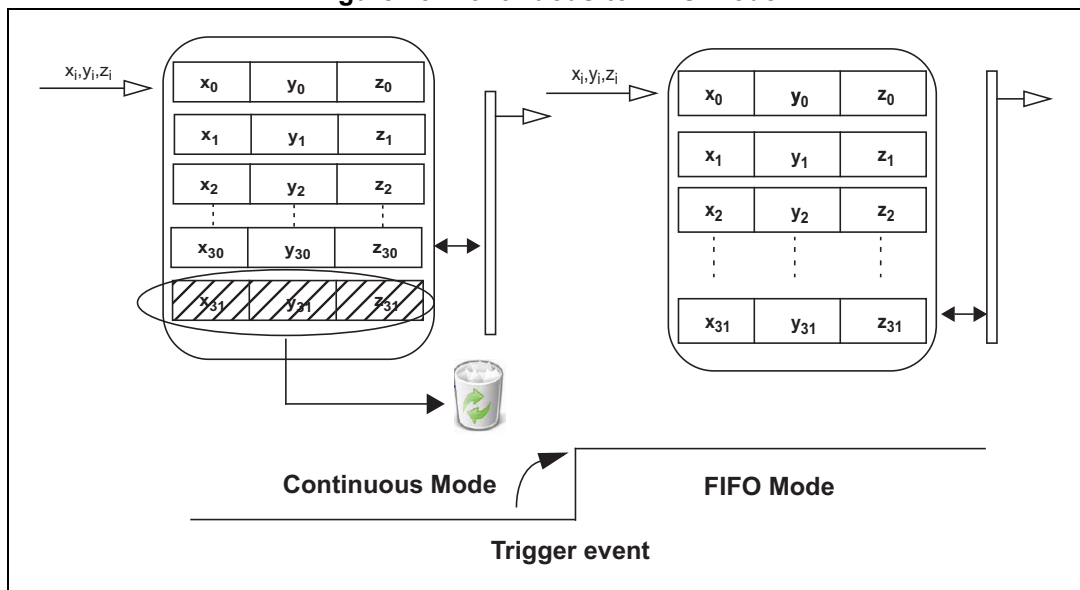 xi,yi,zi
x0 y0 z0
x1 y1 z1
x2 y2 z2
x30 y30 z30
x31 y31 z31
xi,yi,zi
x0 y0 z0
x1 y1 z1
x2 y2 z2
x31 y31 z31
Continuous Mode
FIFO Mode
Trigger event